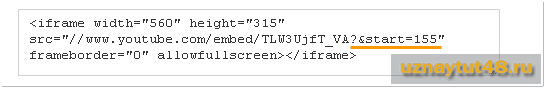 <iframe width="560" height="315"
src="//www.youtube.com/embed/TLW3UjfT_VA?&start=155"
frameborder="0" allowfullscreen></iframe>
uznaytut48.ru